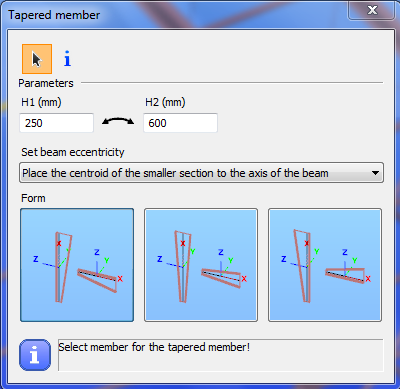 Tapered member
Parameters
H1 (mm) H2 (mm)
250 600
Set beam eccentricity
Place the centroid of the smaller section to the axis of the beam
Form
X Y Z Z Y X
X Y Z Z Y X
X Y Z Z Y X
Select member for the tapered member!